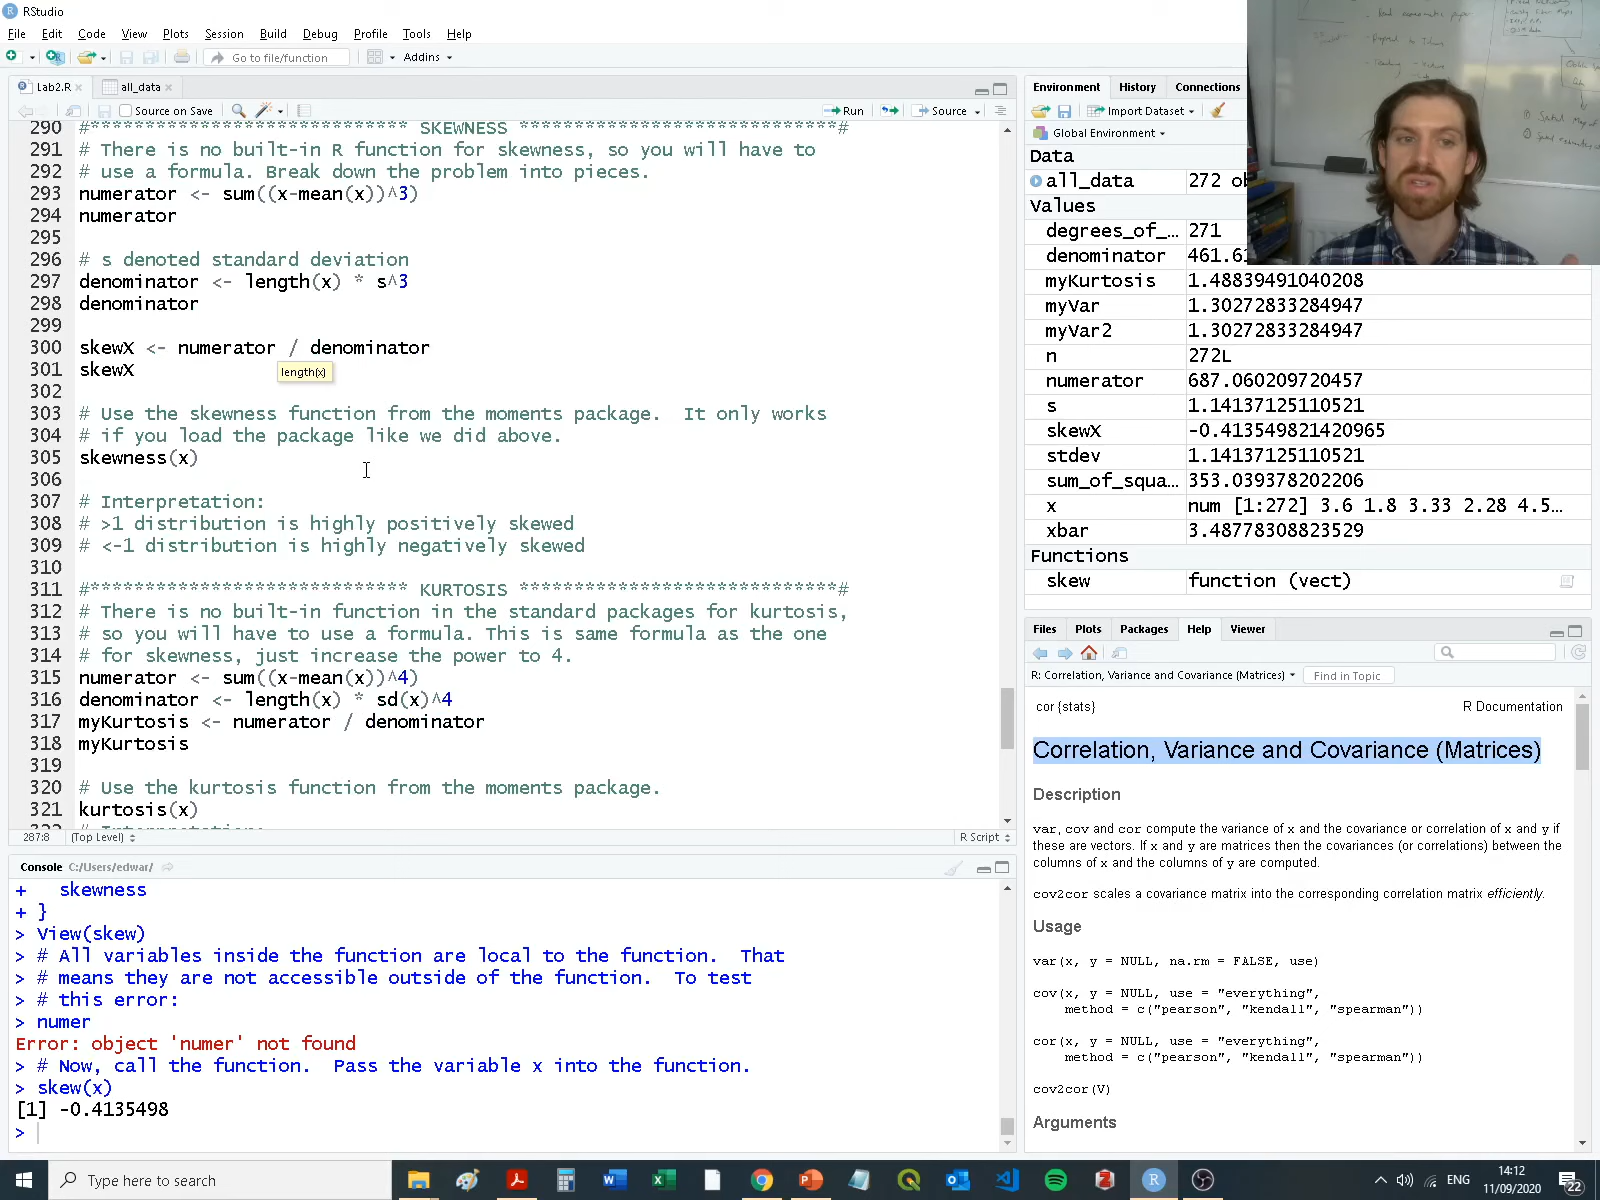 RStudio
File Edit Code View Plots Session Build Debug Profile Tools Help
Go to file/function Addins
Lab2.R all_data
Source on Save Run Source
290 #***************************** SKEWNESS *****************************#
291 # There is no built-in R function for skewness, so you will have to
292 # use a formula. Break down the problem into pieces.
293 numerator <- sum((x-mean(x))^3)
294 numerator
295
296 # s denoted standard deviation
297 denominator <- length(x) * s^3
298 denominator
299
300 skewX <- numerator / denominator
301 skewX
length(x)
302
303 # Use the skewness function from the moments package.  It only works
304 # if you load the package like we did above.
305 skewness(x)
306
307 # Interpretation:
308 # >1 distribution is highly positively skewed
309 # <-1 distribution is highly negatively skewed
310
311 #***************************** KURTOSIS *****************************#
312 # There is no built-in function in the standard packages for kurtosis,
313 # so you will have to use a formula. This is same formula as the one
314 # for skewness, just increase the power to 4.
315 numerator <- sum((x-mean(x))^4)
316 denominator <- length(x) * sd(x)^4
317 myKurtosis <- numerator / denominator
318 myKurtosis
319
320 # Use the kurtosis function from the moments package.
321 kurtosis(x)
287:8 (Top Level) R Script
Console C:/Users/edwar/
+   skewness
+ }
> View(skew)
> # All variables inside the function are local to the function.  That
> # means they are not accessible outside of the function.  To test
> # this error:
> numer
Error: object 'numer' not found
> # Now, call the function.  Pass the variable x into the function.
> skew(x)
[1] -0.4135498
>
Environment History Connections
Import Dataset
Global Environment
Data
all_data 272 ob
Values
degrees_of_… 271
denominator 461.61
myKurtosis 1.48839491040208
myVar 1.30272833284947
myVar2 1.30272833284947
n 272L
numerator 687.060209720457
s 1.14137125110521
skewX -0.413549821420965
stdev 1.14137125110521
sum_of_squa… 353.039378202206
x num [1:272] 3.6 1.8 3.33 2.28 4.5…
xbar 3.48778308823529
Functions
skew function (vect)
Files Plots Packages Help Viewer
R: Correlation, Variance and Covariance (Matrices) Find in Topic
cor {stats} R Documentation
Correlation, Variance and Covariance (Matrices)
Description
var, cov and cor compute the variance of x and the covariance or correlation of x and y if
these are vectors. If x and y are matrices then the covariances (or correlations) between the
columns of x and the columns of y are computed.
cov2cor scales a covariance matrix into the corresponding correlation matrix efficiently.
Usage
var(x, y = NULL, na.rm = FALSE, use)
cov(x, y = NULL, use = "everything",
method = c("pearson", "kendall", "spearman"))
cor(x, y = NULL, use = "everything",
method = c("pearson", "kendall", "spearman"))
cov2cor(V)
Arguments
Type here to search
ENG
14:12
11/09/2020
22